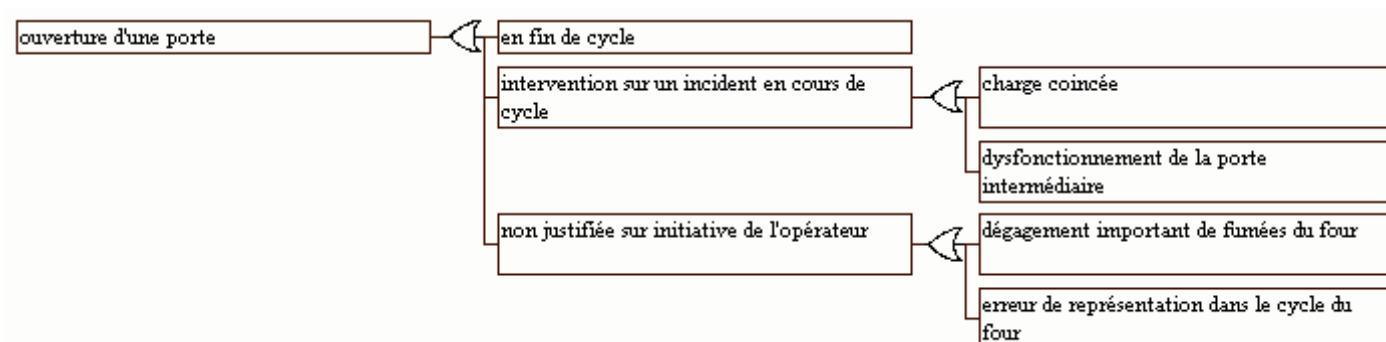 ouverture d'une porte
en fin de cycle
intervention sur un incident en cours de
cycle
charge coincée
dysfonctionnement de la porte
intermédiaire
non justifiée sur initiative de l'opérateur
dégagement important de fumées du four
erreur de représentation dans le cycle du
four